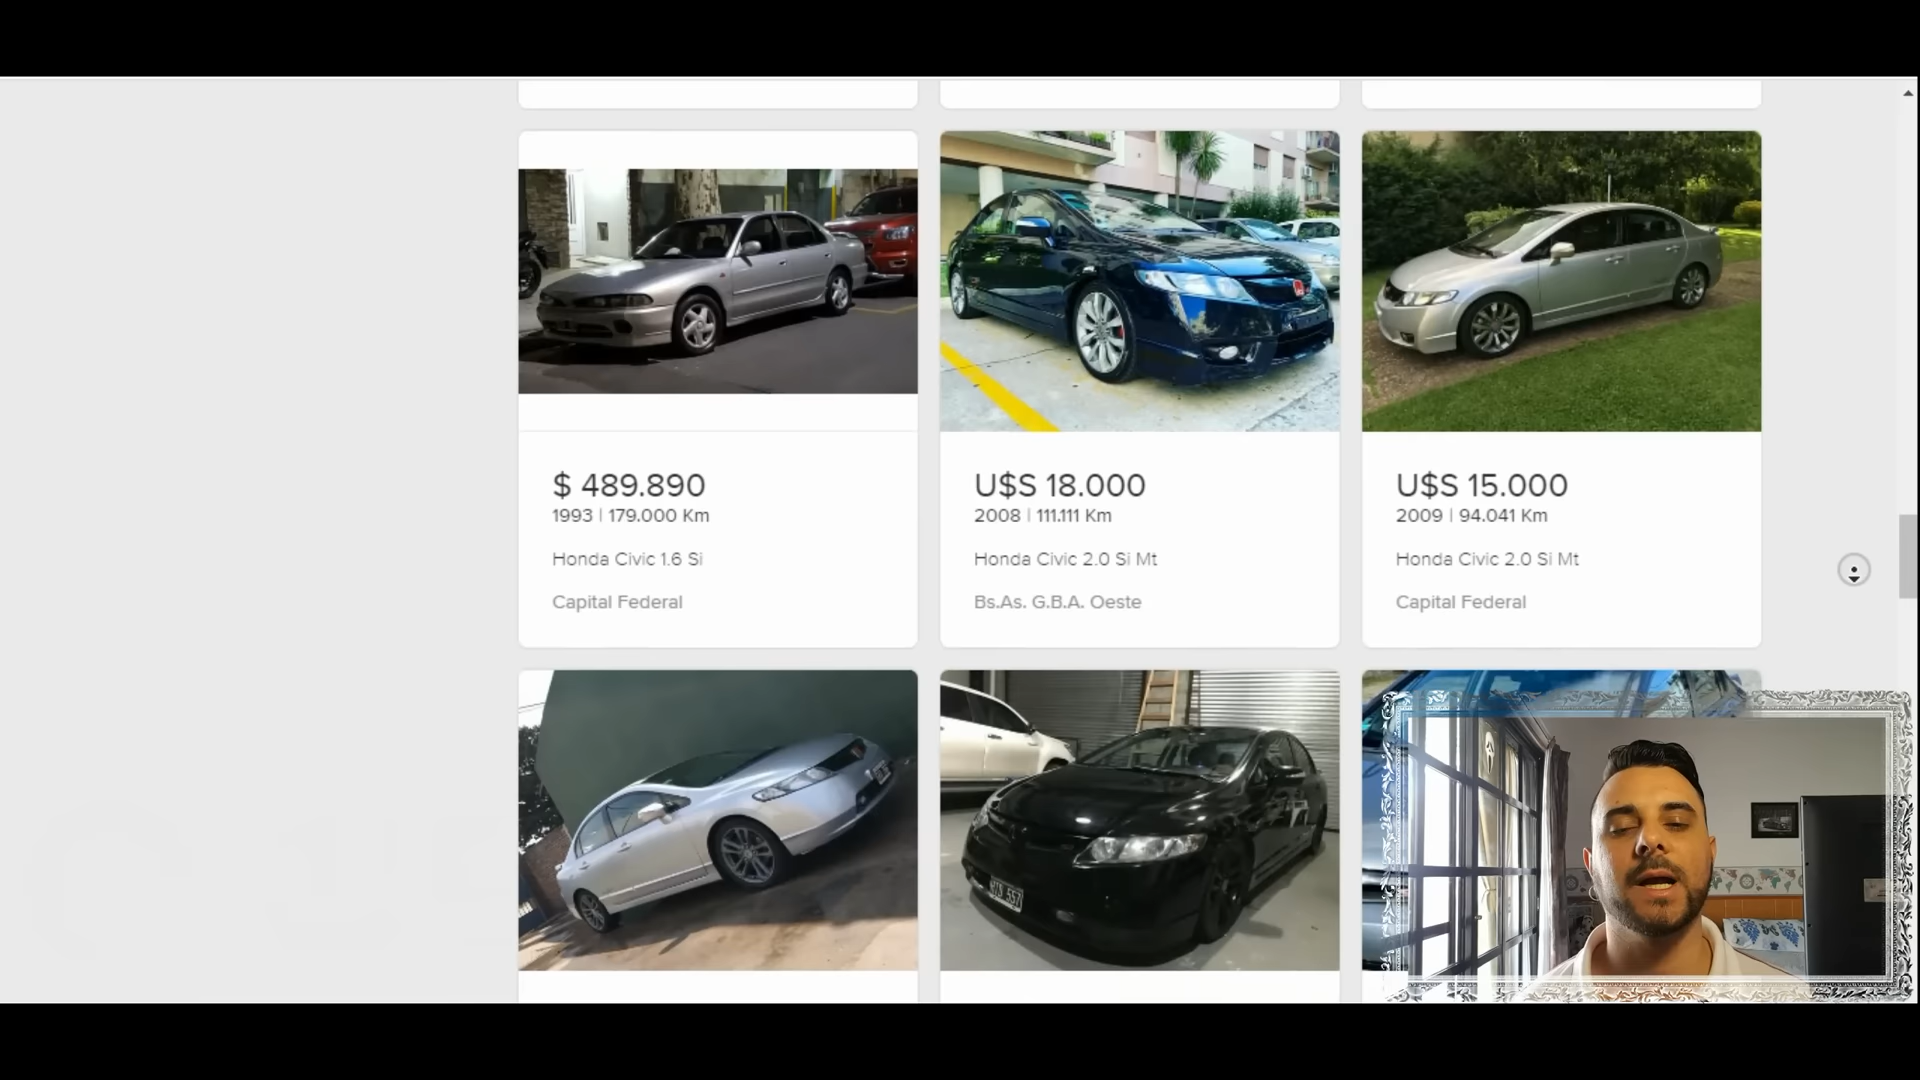 $ 489.890
1993 | 179.000 Km
Honda Civic 1.6 Si
Capital Federal
U$S 18.000
2008 | 111.111 Km
Honda Civic 2.0 Si Mt
Bs.As. G.B.A. Oeste
U$S 15.000
2009 | 94.041 Km
Honda Civic 2.0 Si Mt
Capital Federal